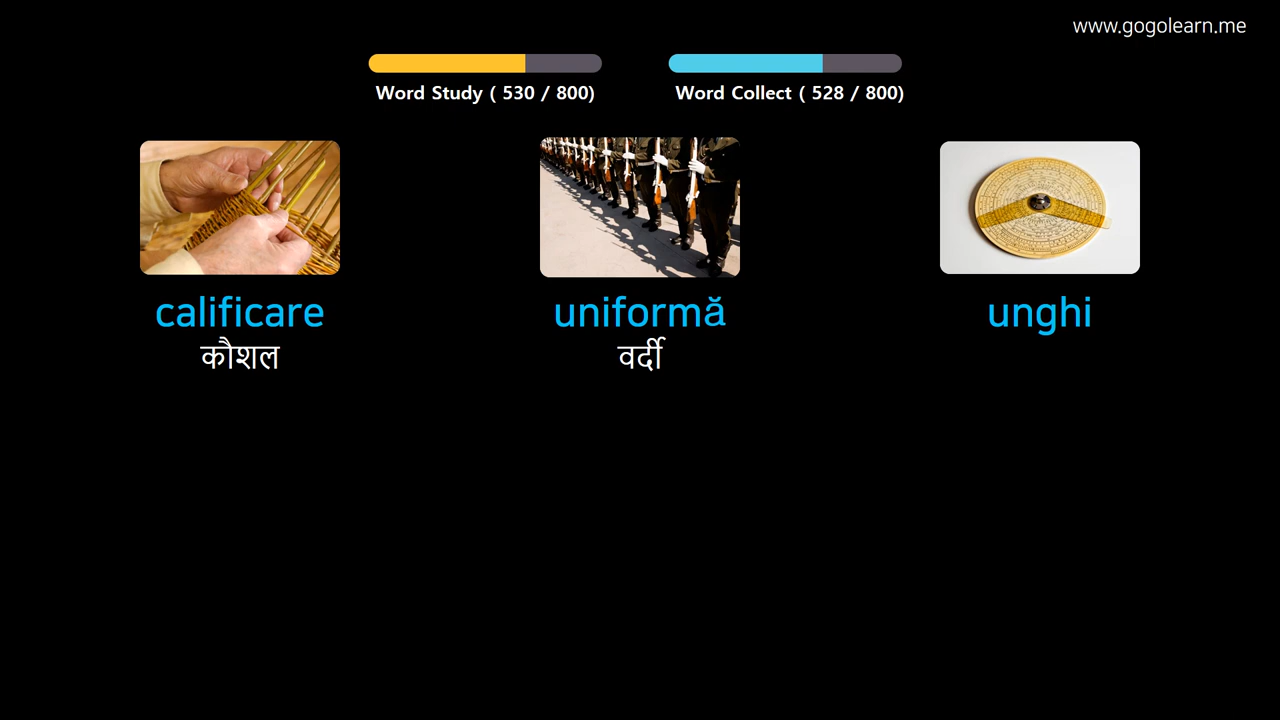 www.gogolearn.me
Word Study ( 530 / 800)
Word Collect ( 528 / 800)
calificare
कौशल
uniformă
वर्दी
unghi